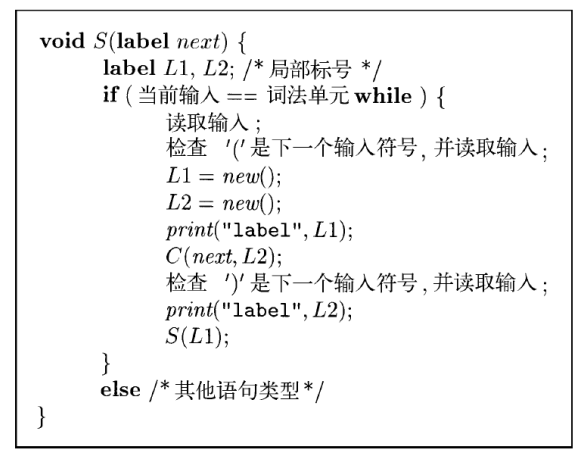 void S(label next) {
label L1, L2; /* 局部标号 */
if ( 当前输入 == 词法单元 while ) {
读取输入 ;
检查 '(' 是下一个输入符号, 并读取输入 ;
L1 = new();
L2 = new();
print("label", L1);
C(next, L2);
检查 ')' 是下一个输入符号, 并读取输入 ;
print("label", L2);
S(L1);
}
else /* 其他语句类型 */
}